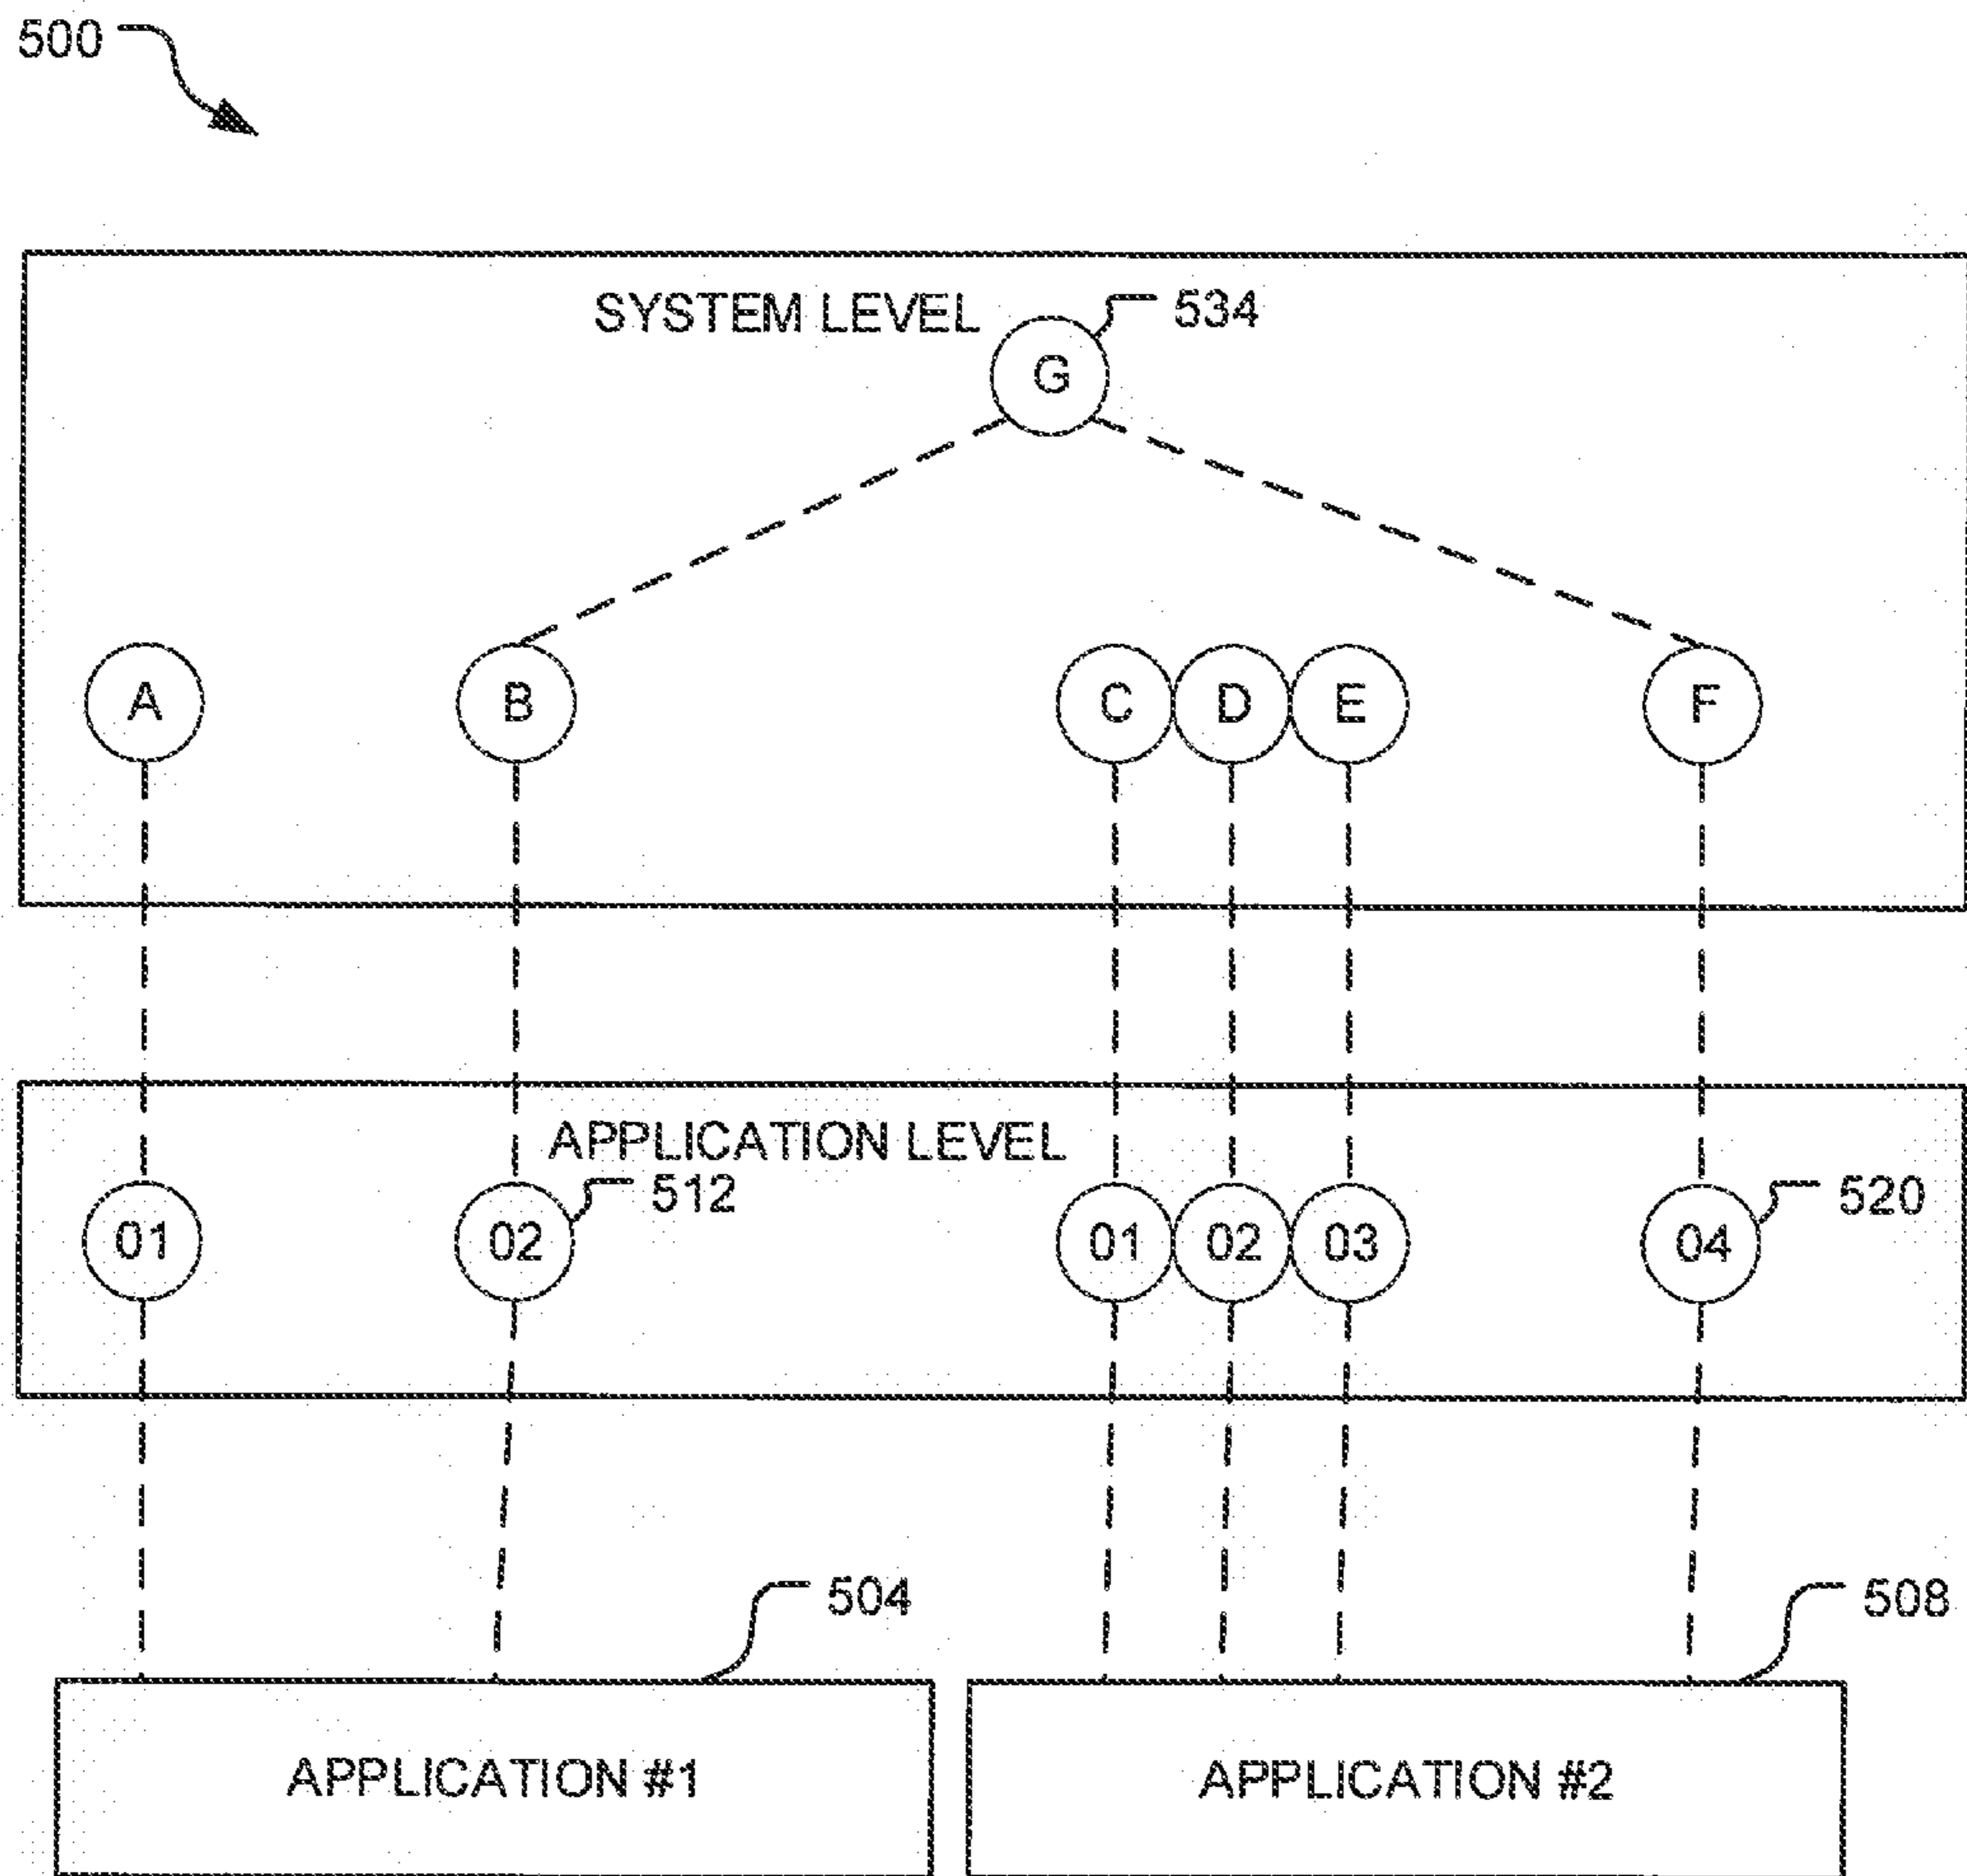 500
SYSTEM LEVEL
534
G
A B C D E F
APPLICATION LEVEL
512
520
01 02 01 02 03 04
504
508
APPLICATION #1
APPLICATION #2